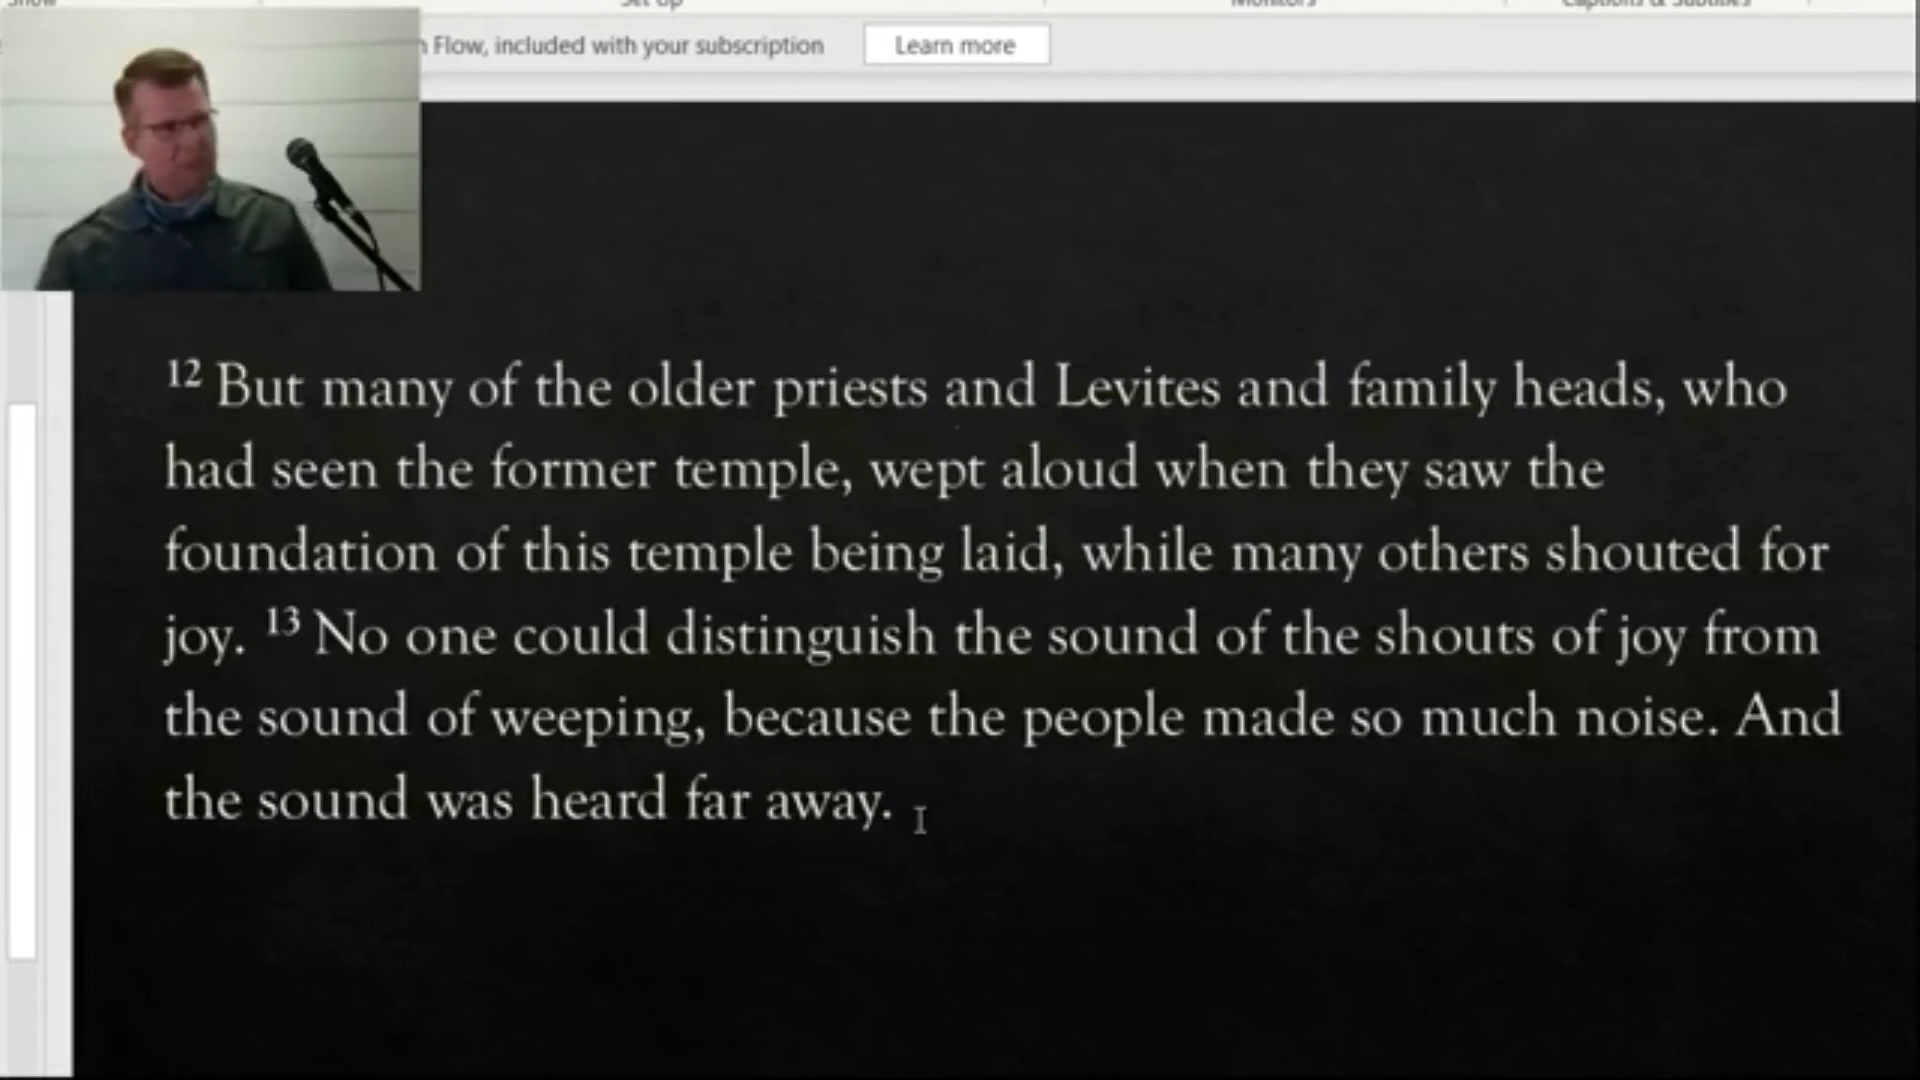 Flow, included with your subscription Learn more
12 But many of the older priests and Levites and family heads, who
had seen the former temple, wept aloud when they saw the
foundation of this temple being laid, while many others shouted for
joy. 13 No one could distinguish the sound of the shouts of joy from
the sound of weeping, because the people made so much noise. And
the sound was heard far away.